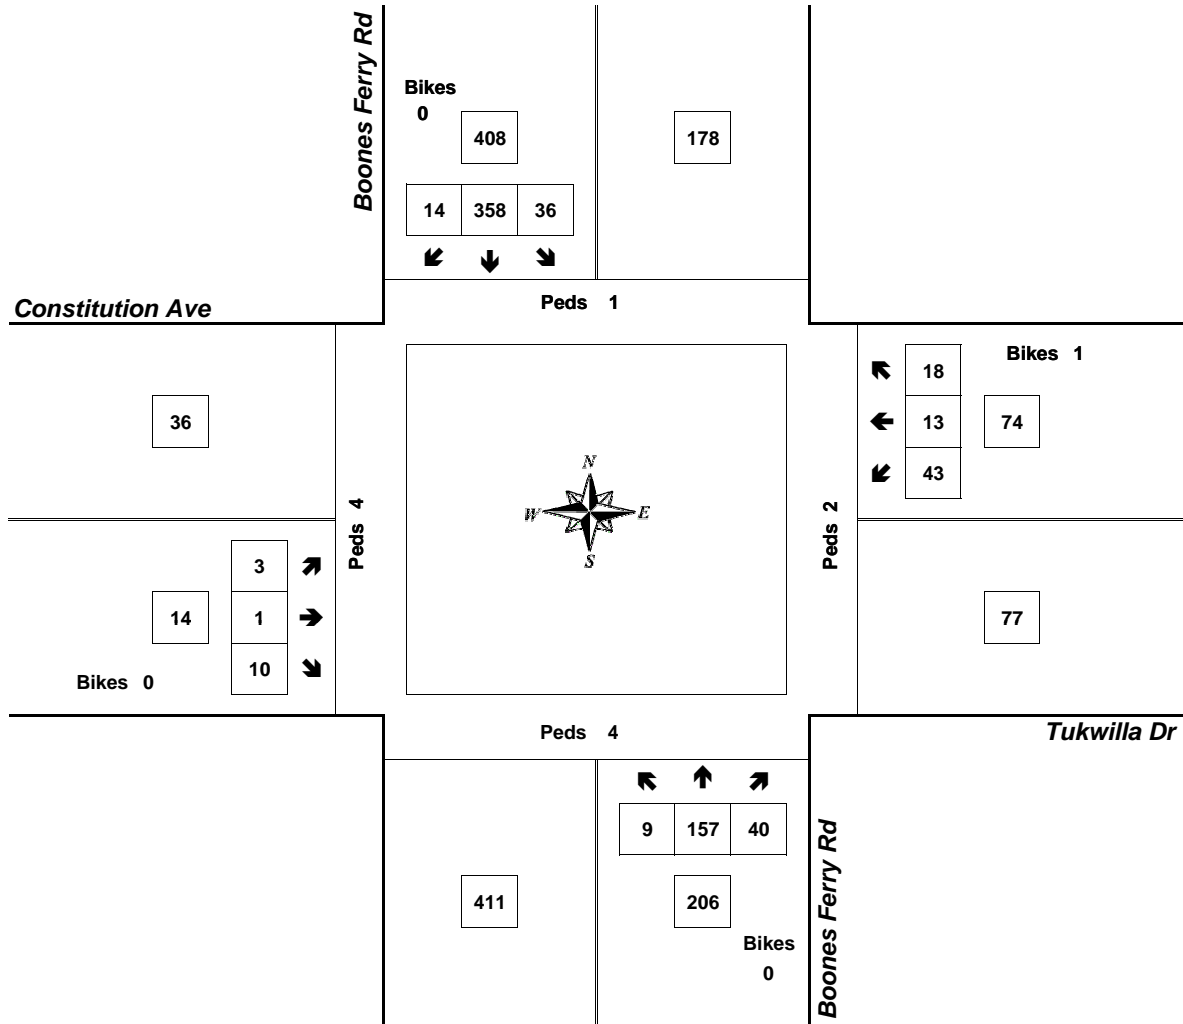 Boones Ferry Rd
Bikes
0
408
178
14 358 36
Peds 1
Constitution Ave
Bikes 1
18
36
13 74
43
N
W E
S
Peds 4
Peds 2
3
14 1
77
10
Bikes 0
Peds 4
Tukwilla Dr
9 157 40
Boones Ferry Rd
411
206
Bikes
0